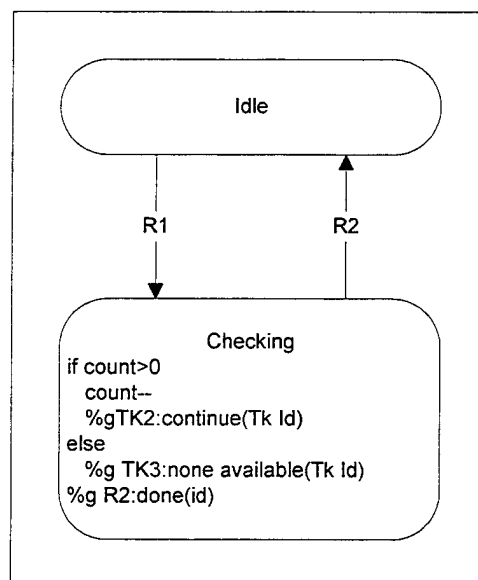 Idle
R1 R2
Checking
if count>0
count--
%gTK2:continue(Tk Id)
else
%g TK3:none available(Tk Id)
%g R2:done(id)